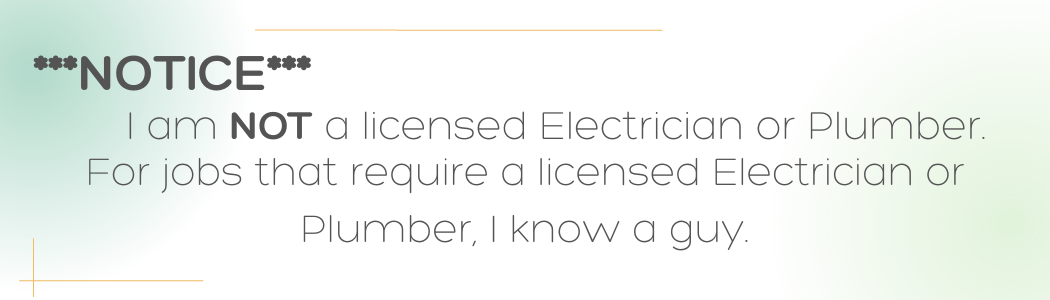 ***NOTICE***
I am NOT a licensed Electrician or Plumber.
For jobs that require a licensed Electrician or
Plumber, I know a guy.